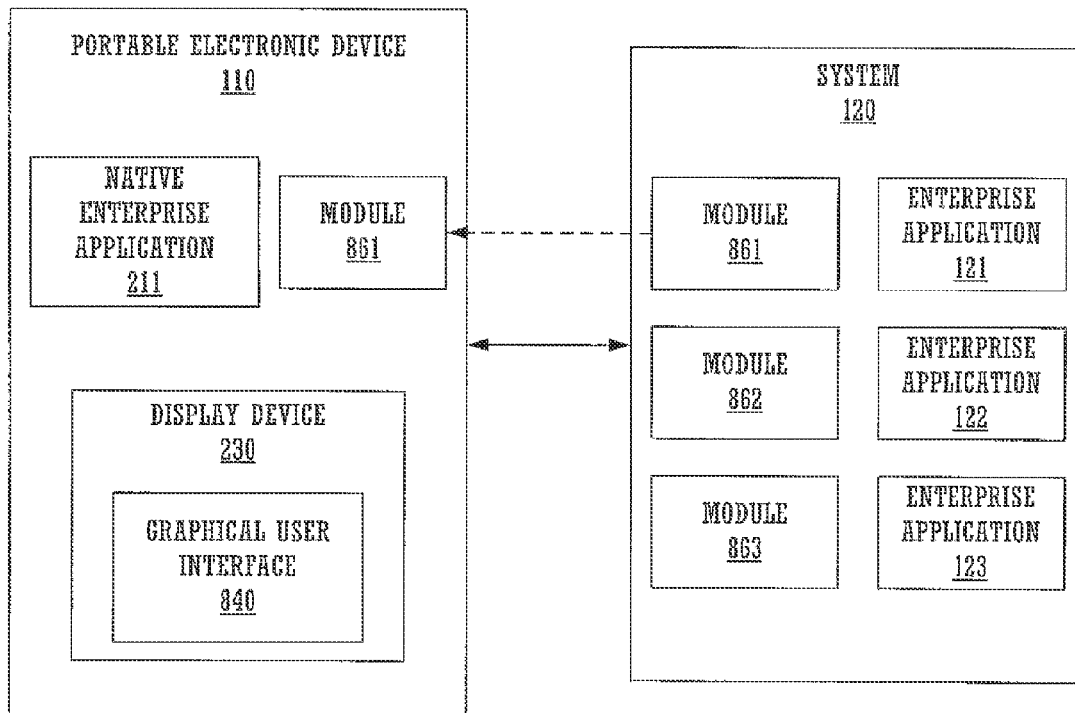 PORTABLE ELECTRONIC DEVICE
110
NATIVE
ENTERPRISE
APPLICATION
211
MODULE
861
DISPLAY DEVICE
230
GRAPHICAL USER
INTERFACE
840
SYSTEM
120
MODULE
861
ENTERPRISE
APPLICATION
121
MODULE
862
ENTERPRISE
APPLICATION
122
MODULE
863
ENTERPRISE
APPLICATION
123